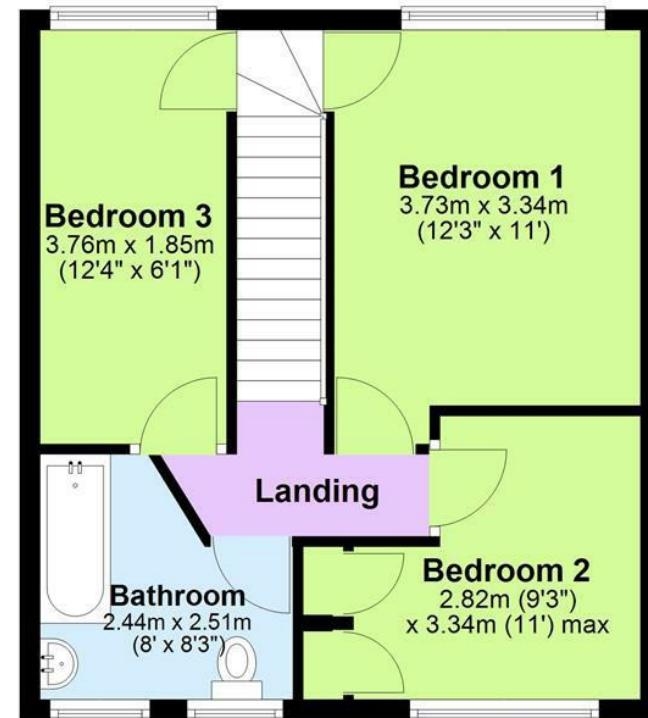 Bedroom 1
3.73m x 3.34m
(12'3" x 11')
Bedroom 3
3.76m x 1.85m
(12'4" x 6'1")
Landing
Bedroom 2
2.82m (9'3")
x 3.34m (11') max
Bathroom
2.44m x 2.51m
(8' x 8'3")